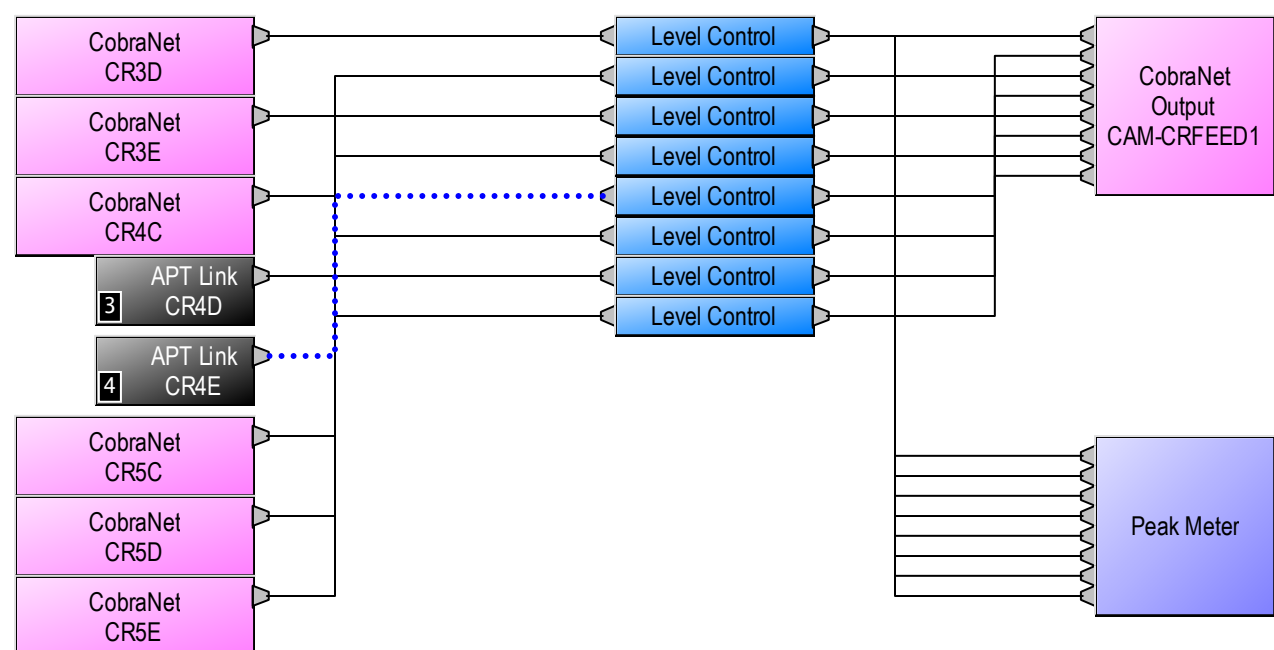 CobraNet
CR3D
CobraNet
CR3E
CobraNet
CR4C
APT Link
3
CR4D
APT Link
4
CR4E
CobraNet
CR5C
CobraNet
CR5D
CobraNet
CR5E
Level Control
Level Control
Level Control
Level Control
Level Control
Level Control
Level Control
Level Control
CobraNet
Output
CAM-CRFEED1
Peak Meter